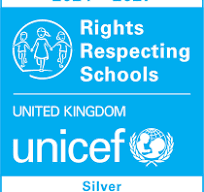 Rights
Respecting
Schools
UNITED KINGDOM
unicef
Silver